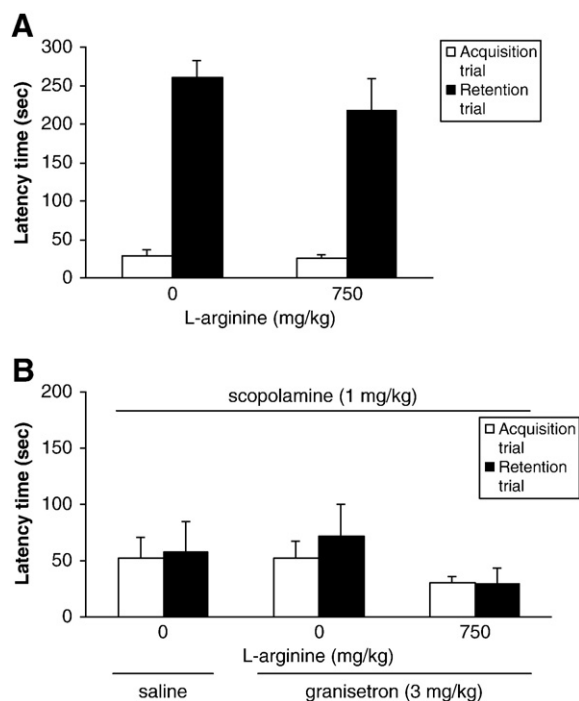 A
300
250
200
150
100
50
0
Latency time (sec)
Acquisition
trial
Retention
trial
0 750
L-arginine (mg/kg)
B
200
150
100
50
0
Latency time (sec)
scopolamine (1 mg/kg)
Acquisition
trial
Retention
trial
0 0 750
L-arginine (mg/kg)
saline granisetron (3 mg/kg)